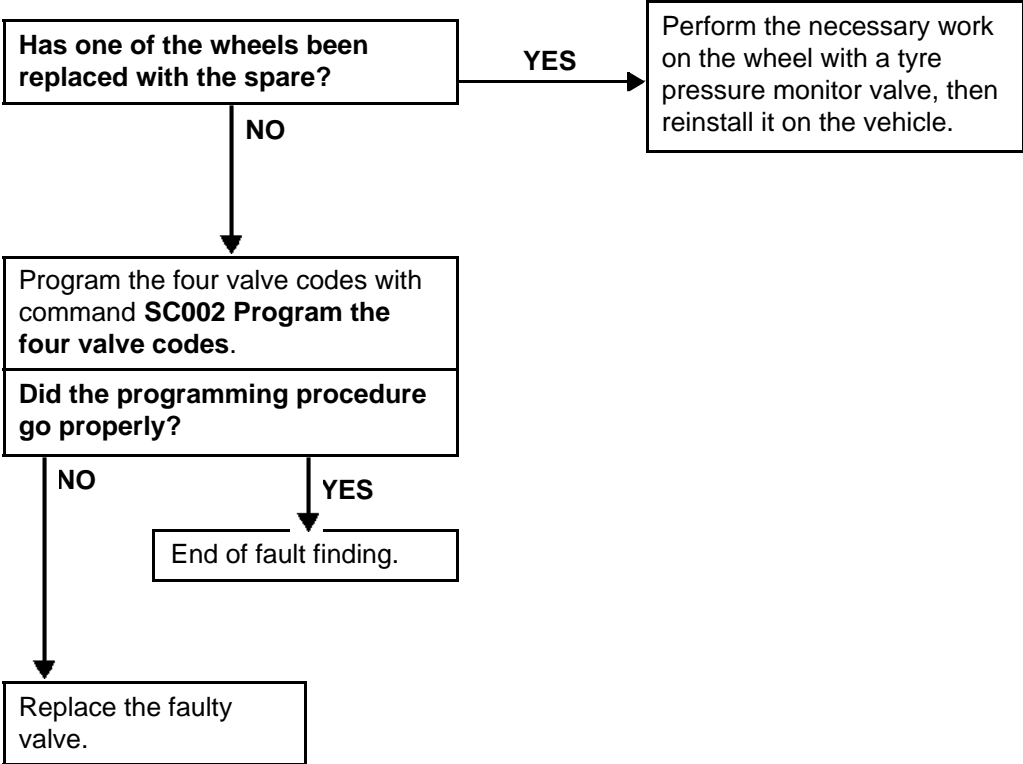 Has one of the wheels been
replaced with the spare?
YES
Perform the necessary work
on the wheel with a tyre
pressure monitor valve, then
reinstall it on the vehicle.
NO
Program the four valve codes with
command SC002 Program the
four valve codes.
Did the programming procedure
go properly?
NO
YES
End of fault finding.
Replace the faulty
valve.